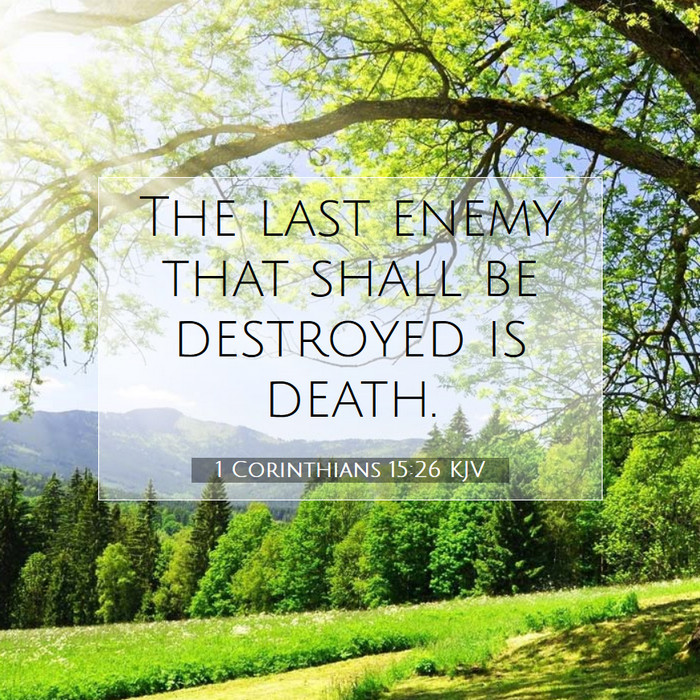 The last enemy
that shall be
destroyed is
death.
1 Corinthians 15:26 KJV